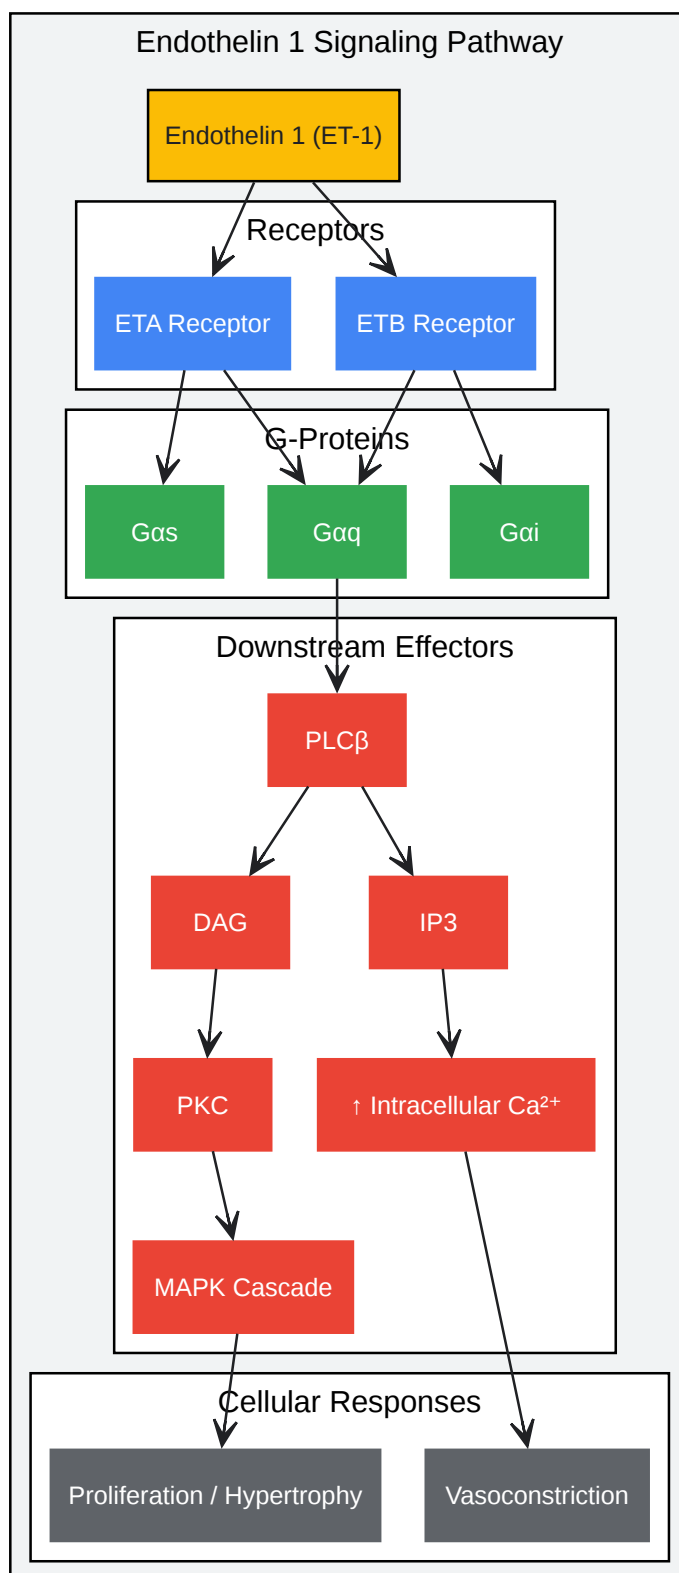 Endothelin 1 Signaling Pathway
Endothelin 1 (ET-1)
Receptors
ETA Receptor
ETB Receptor
G-Proteins
Gαs
Gαq
Gαi
Downstream Effectors
PLCβ
DAG
IP3
PKC
↑ Intracellular Ca²⁺
MAPK Cascade
Cellular Responses
Proliferation / Hypertrophy
Vasoconstriction